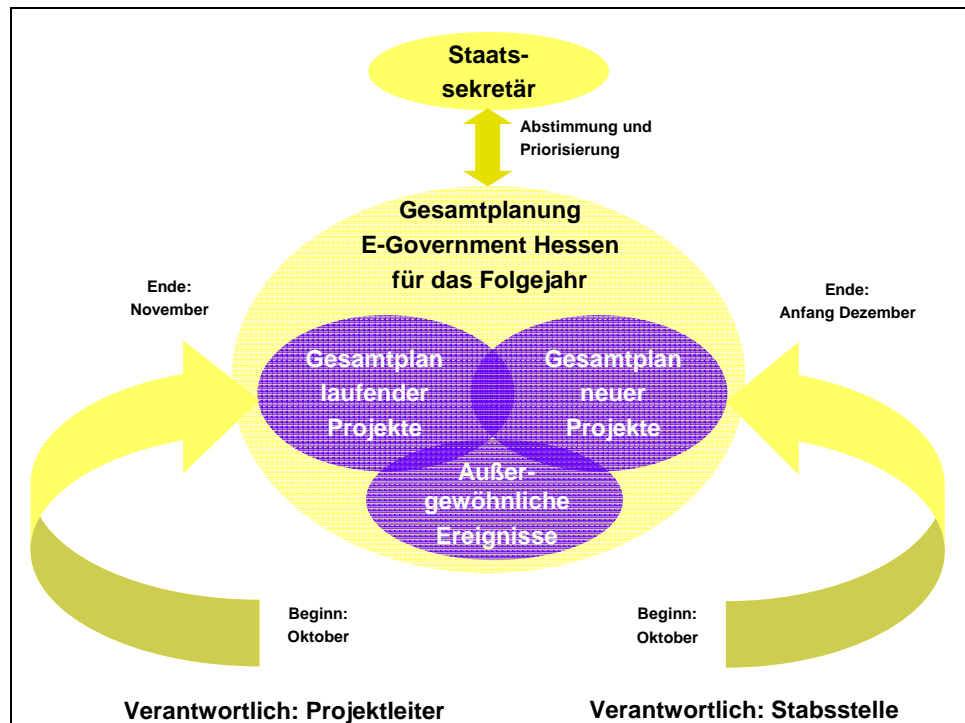 Staats-
sekretär
Abstimmung und
Priorisierung
Gesamtplanung
E-Government Hessen
für das Folgejahr
Ende:
November
Ende:
Anfang Dezember
Gesamtplan
laufender
Projekte
Gesamtplan
neuer
Projekte
Außer-
gewöhnliche
Ereignisse
Beginn:
Oktober
Beginn:
Oktober
Verantwortlich: Projektleiter
Verantwortlich: Stabsstelle